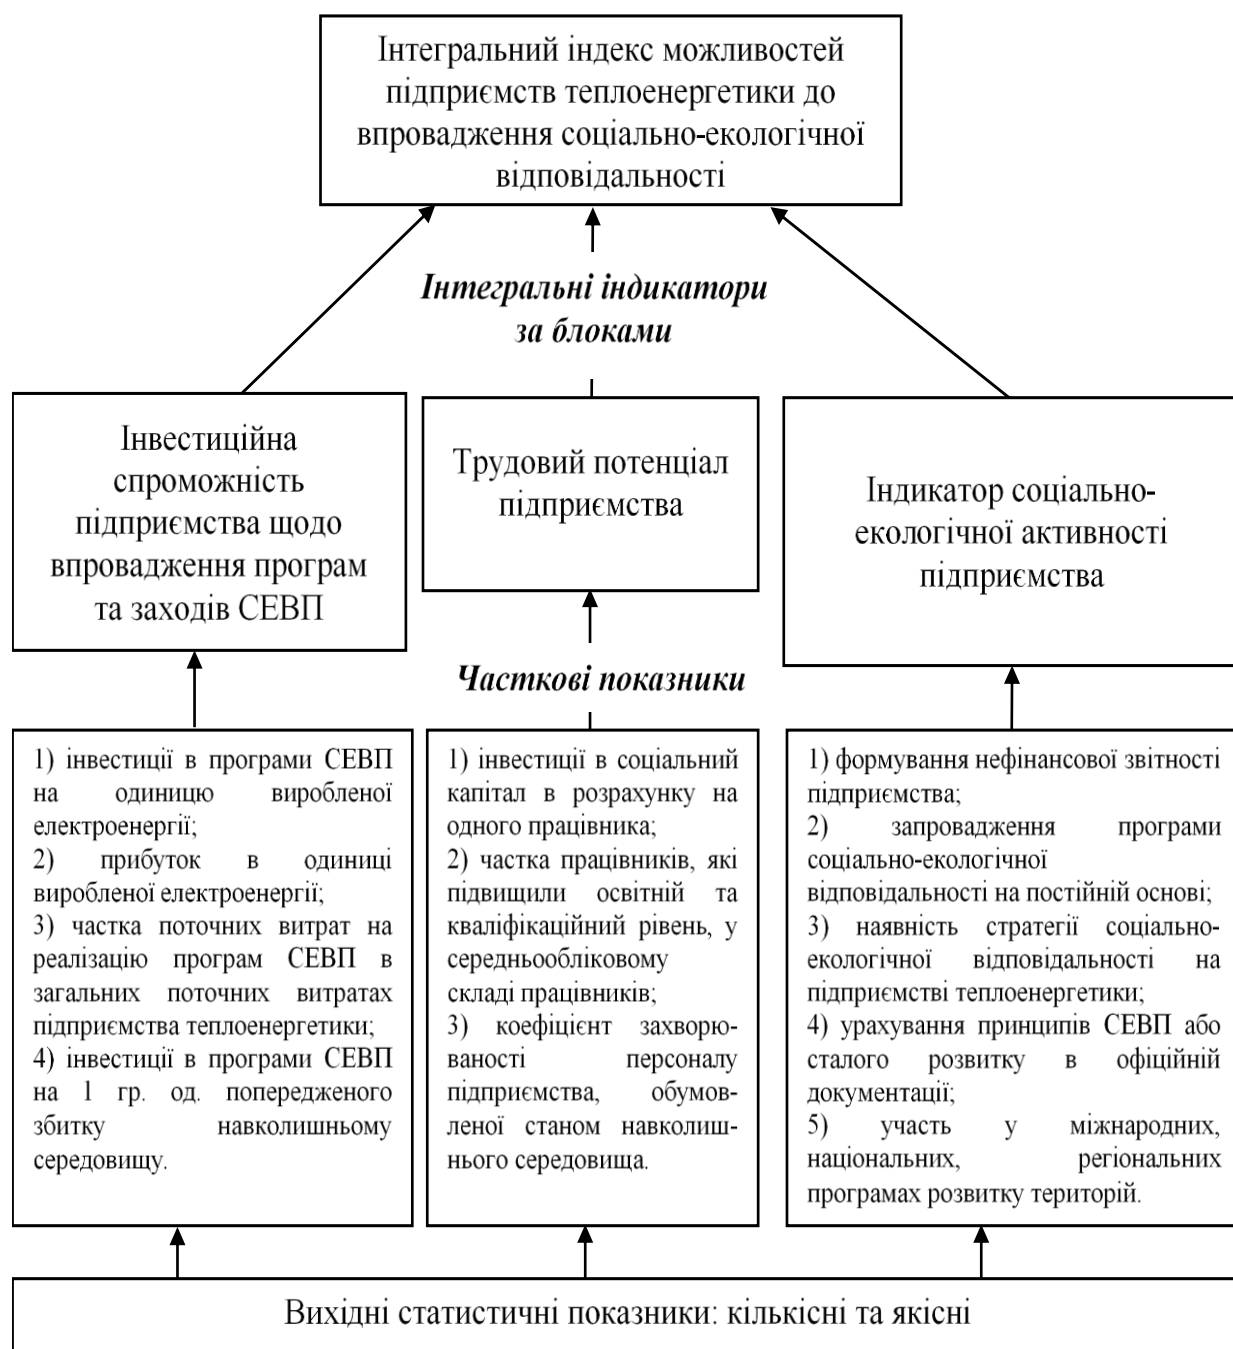 Інтегральний індекс можливостей
підприємств теплоенергетики до
впровадження соціально-екологічної
відповідальності
Інтегральні індикатори
за блоками
Інвестиційна
спроможність
підприємства щодо
впровадження програм
та заходів СЕВП
Трудовий потенціал
підприємства
Індикатор соціально-
екологічної активності
підприємства
Часткові показники
1) інвестиції в програми СЕВП
на одиницю виробленої
електроенергії;
2) прибуток в одиниці
виробленої електроенергії;
3) частка поточних витрат на
реалізацію програм СЕВП в
загальних поточних витратах
підприємства теплоенергетики;
4) інвестиції в програми СЕВП
на 1 гр. од. попередженого
збитку навколишньому
середовищу.
1) інвестиції в соціальний
капітал в розрахунку на
одного працівника;
2) частка працівників, які
підвищили освітній та
кваліфікаційний рівень, у
середньообліковому
складі працівників;
3) коефіцієнт захворю-
ваності персоналу
підприємства, обумов-
леної станом навколиш-
нього середовища.
1) формування нефінансової звітності
підприємства;
2) запровадження програми
соціально-екологічної
відповідальності на постійній основі;
3) наявність стратегії соціально-
екологічної відповідальності на
підприємстві теплоенергетики;
4) урахування принципів СЕВП або
сталого розвитку в офіційній
документації;
5) участь у міжнародних,
національних, регіональних
програмах розвитку територій.
Вихідні статистичні показники: кількісні та якісні